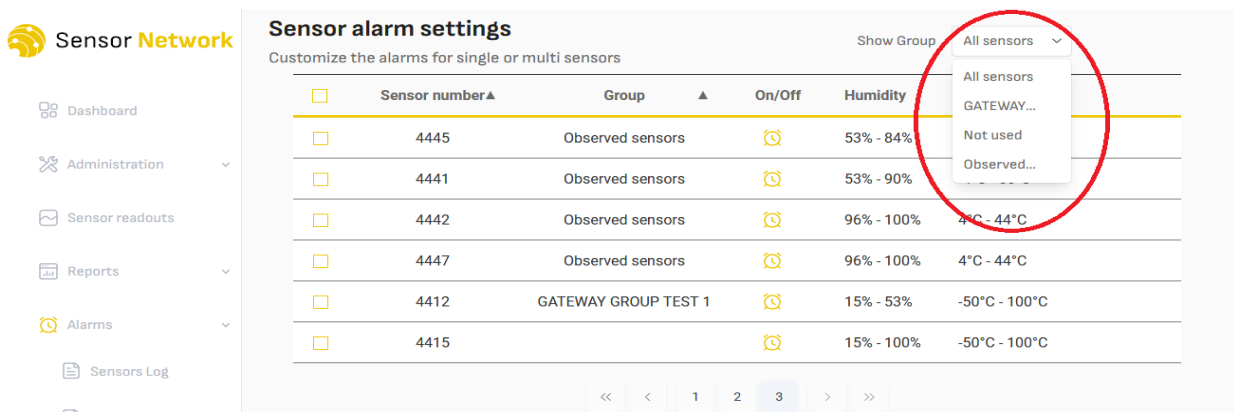 Sensor Network
Dashboard
Administration
Sensor readouts
Reports
Alarms
Sensors Log
Sensor alarm settings
Customize the alarms for single or multi sensors
Show Group All sensors
All sensors
GATEWAY...
Not used
Observed...
Sensor number▲ Group ▲ On/Off Humidity
4445 Observed sensors 53% - 84%
4441 Observed sensors 53% - 90%
4442 Observed sensors 96% - 100% 4°C - 44°C
4447 Observed sensors 96% - 100% 4°C - 44°C
4412 GATEWAY GROUP TEST 1 15% - 53% -50°C - 100°C
4415 15% - 100% -50°C - 100°C
<< < 1 2 3 > >>